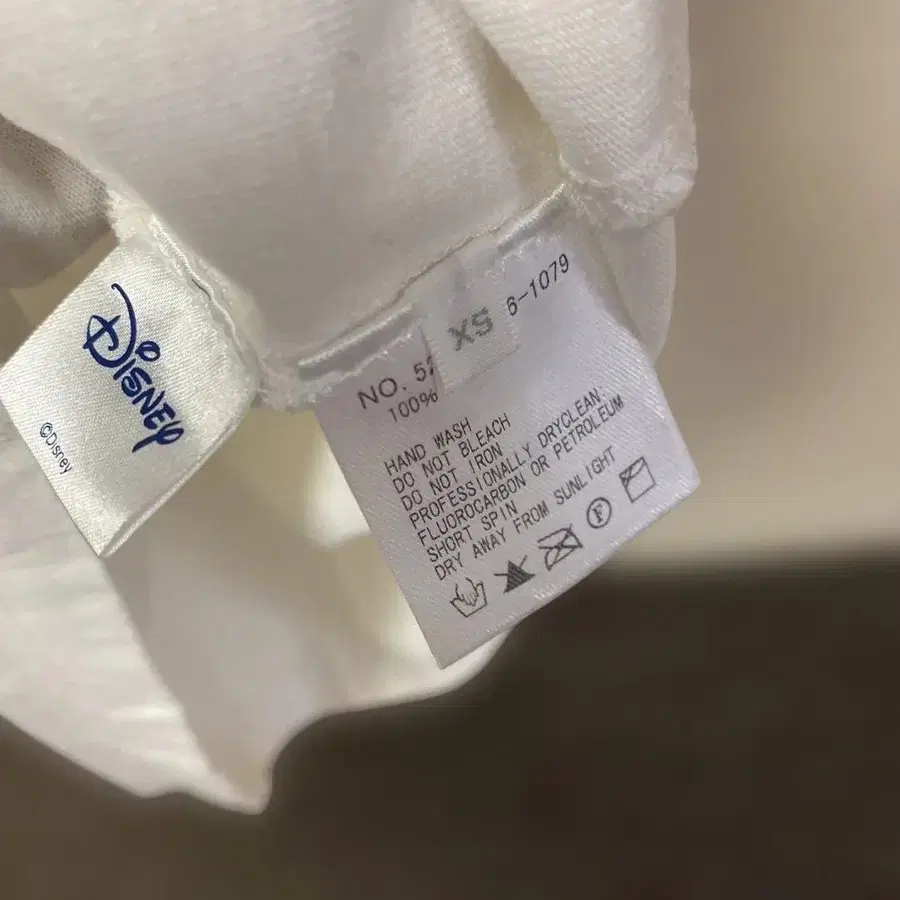 Disney
©Disney
XS
NO. 52
6-1079
100%
HAND WASH
DO NOT BLEACH
DO NOT IRON
PROFESSIONALLY DRYCLEAN;
FLUOROCARBON OR PETROLEUM
SHORT SPIN
DRY AWAY FROM SUNLIGHT
F